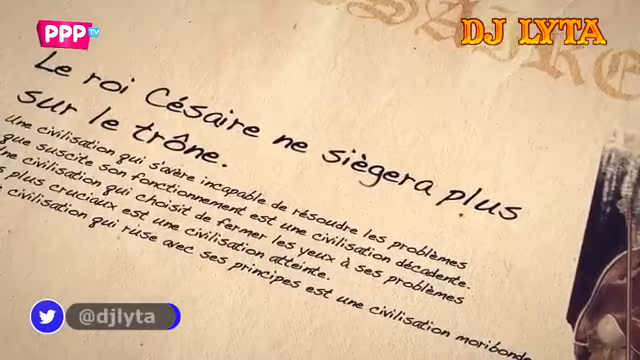 PPP TV
DJ LYTA
Le roi Césaire ne siègera plus
sur le trône.
Une civilisation qui s'avère incapable de résoudre les problèmes
que suscite son fonctionnement est une civilisation décadente.
Une civilisation qui choisit de fermer les yeux à ses problèmes
plus cruciaux est une civilisation atteinte.
civilisation qui ruse avec ses principes est une civilisation moribonde
@djlyta